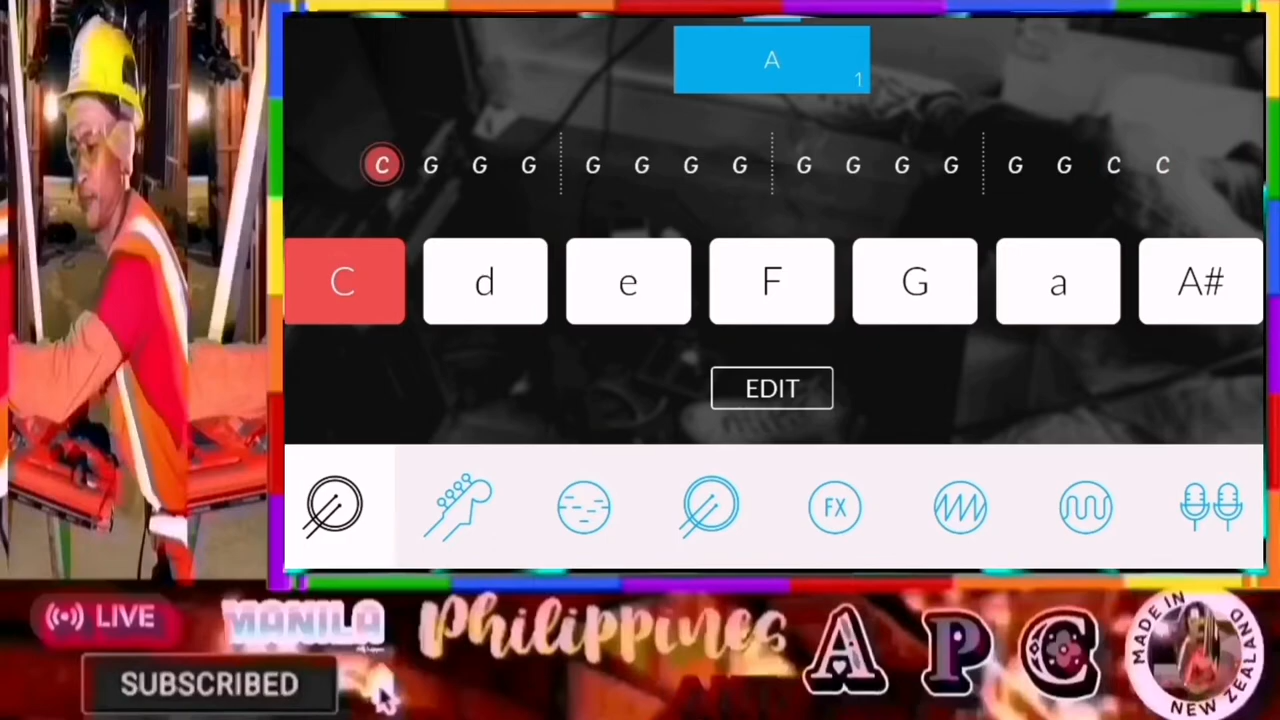 A
1
C G G G G G G G G G G G G G C C
C d e F G a A#
EDIT
FX
LIVE
MANILA
Philippines
A P C
SUBSCRIBED
MADE IN
NEW ZEALAND